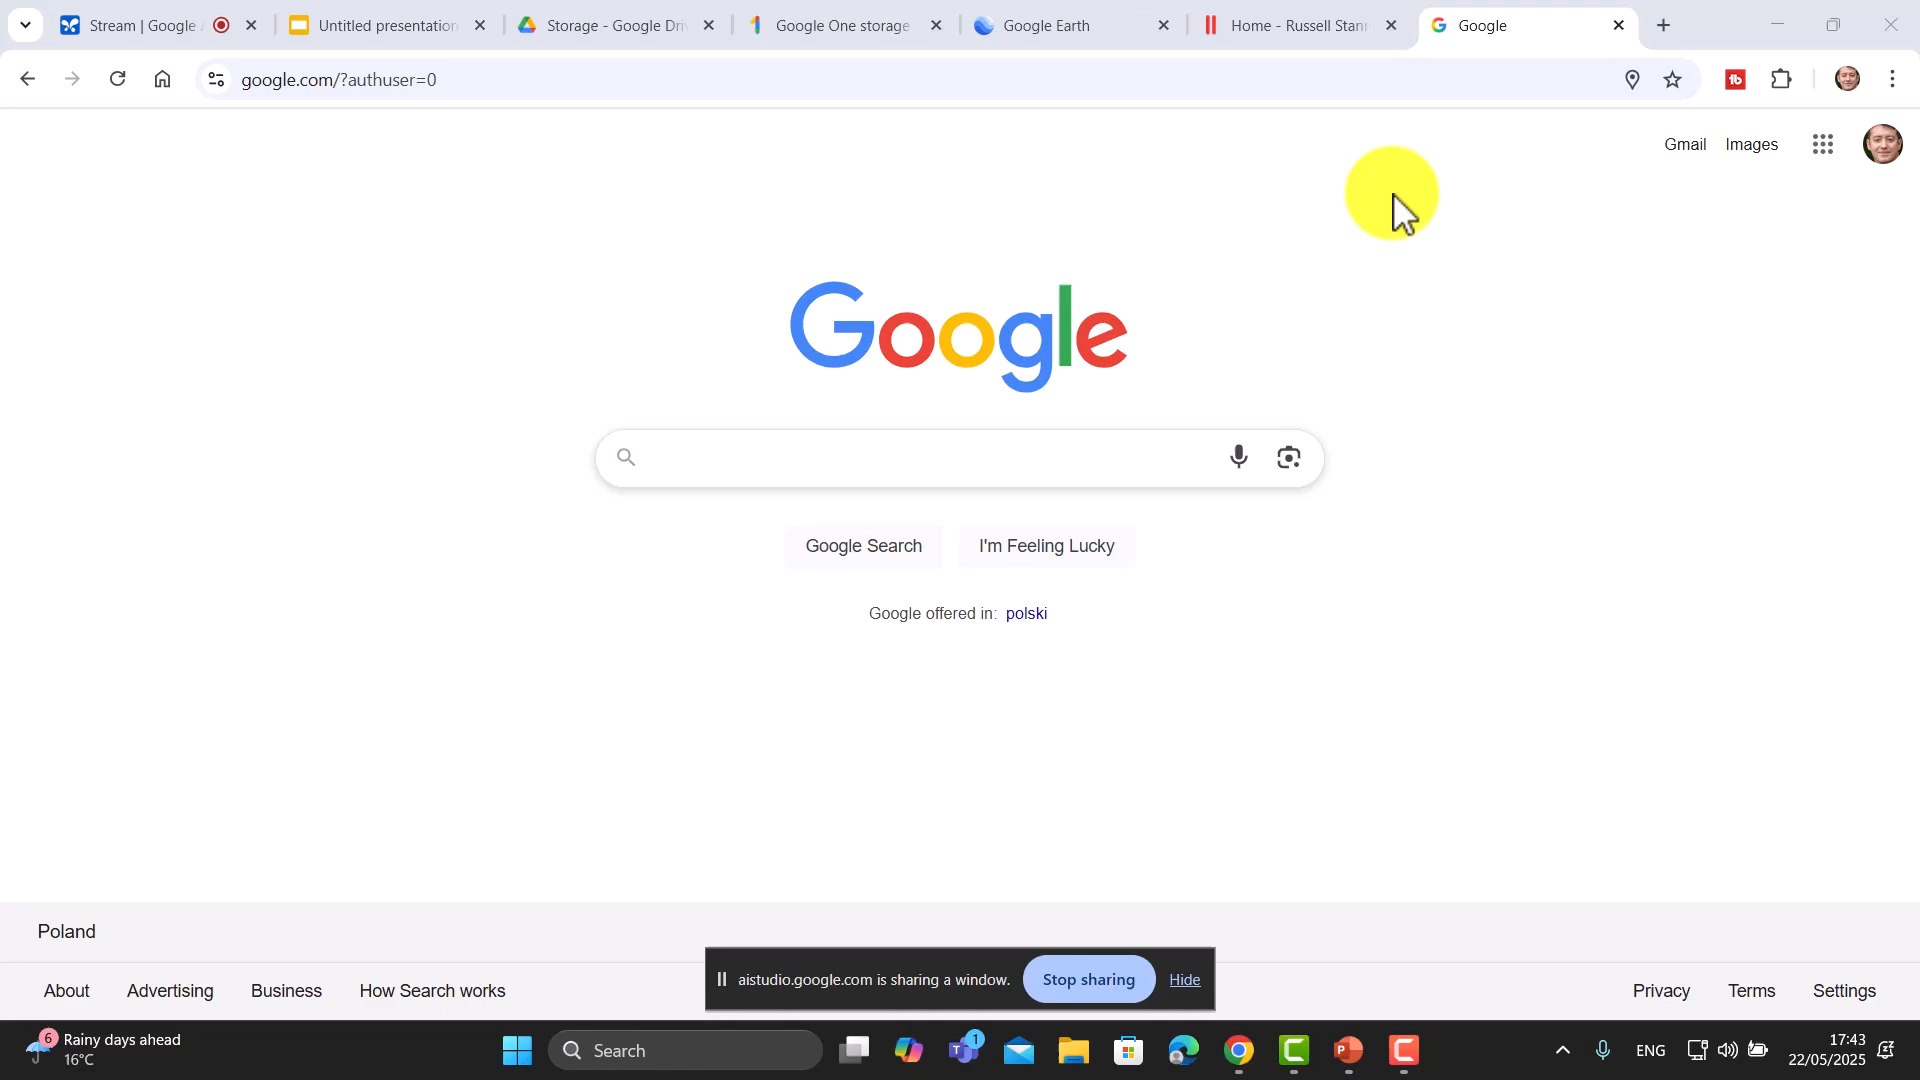 Stream | Google A
Untitled presentation
Storage - Google Dri
Google One storage
Google Earth
Home - Russell Stann
Google
google.com/?authuser=0
Gmail
Images
Google
Google Search
I'm Feeling Lucky
Google offered in: polski
Poland
aistudio.google.com is sharing a window.
Stop sharing
Hide
About
Advertising
Business
How Search works
Privacy
Terms
Settings
6
Rainy days ahead
16°C
Search
1
ENG
17:43
22/05/2025